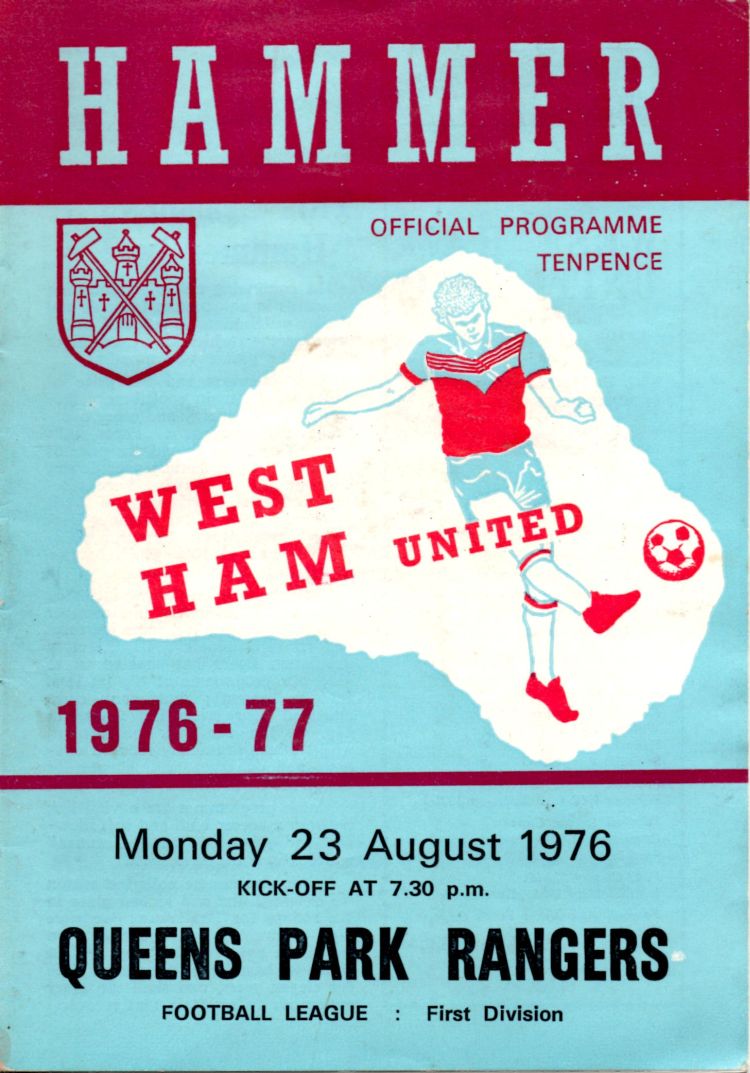 HAMMER
OFFICIAL PROGRAMME
TENPENCE
WEST
HAM UNITED
1976-77
Monday 23 August 1976
KICK-OFF AT 7.30 p.m.
QUEENS PARK RANGERS
FOOTBALL LEAGUE : First Division